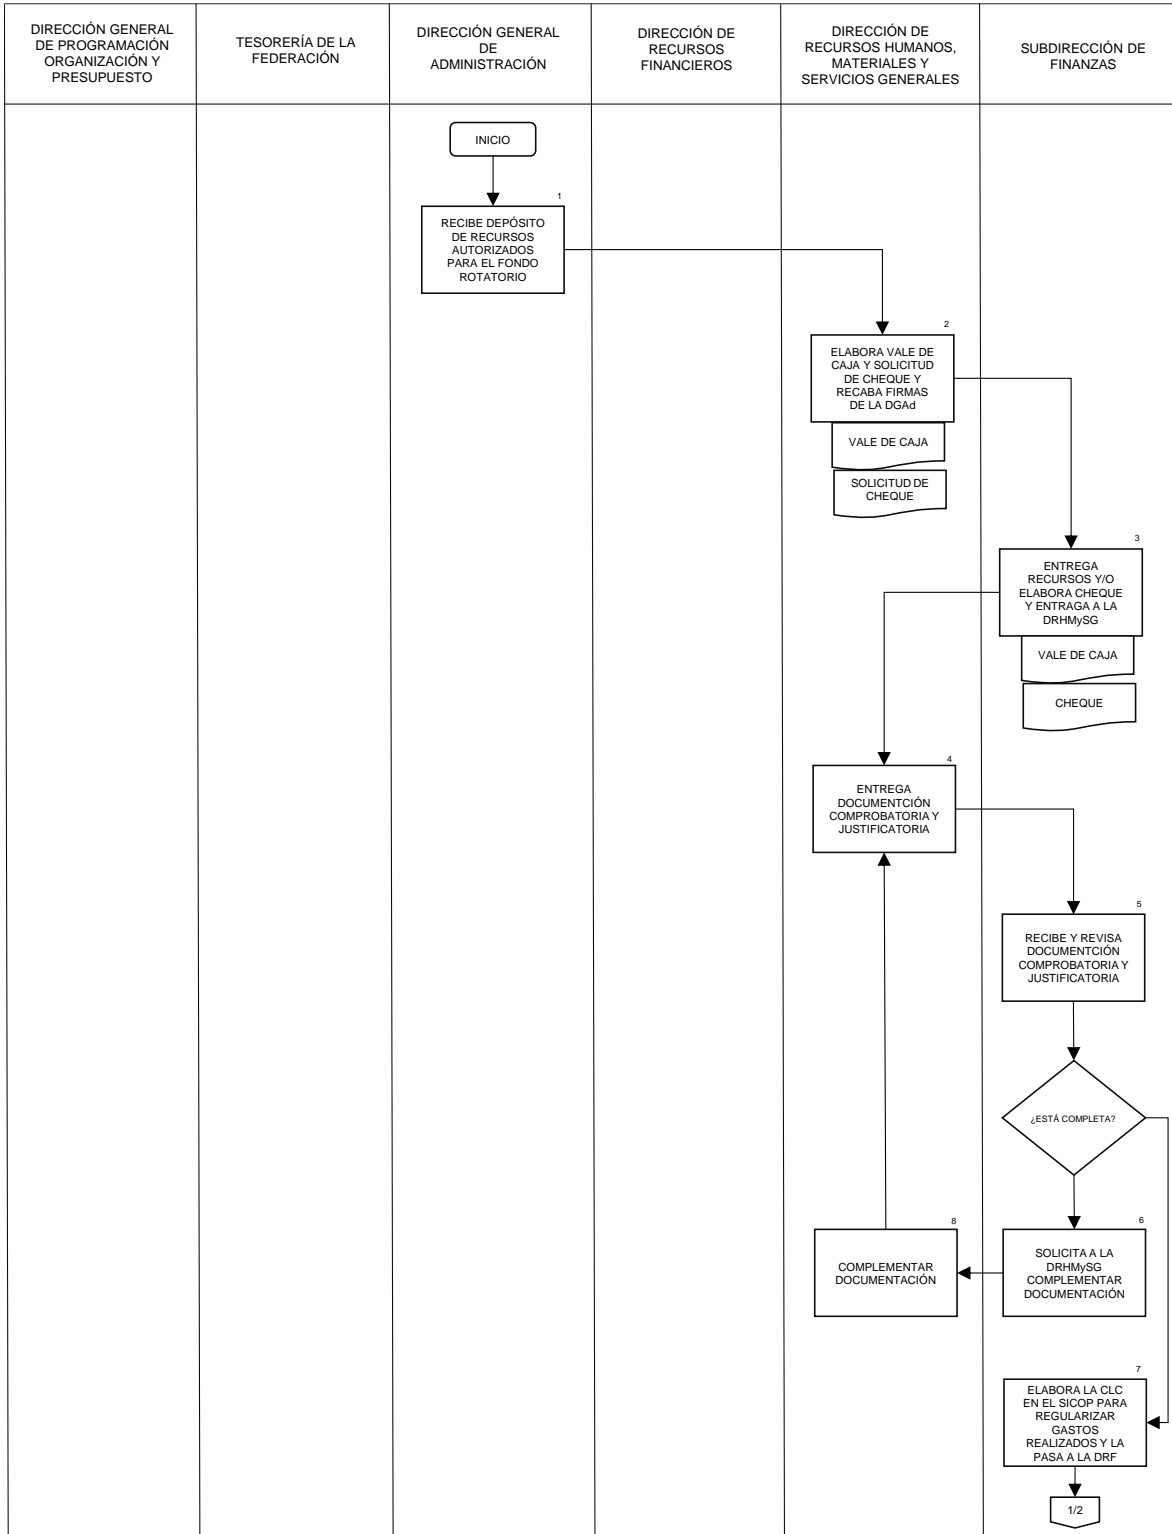 DIRECCIÓN GENERAL
DE PROGRAMACIÓN
ORGANIZACIÓN Y
PRESUPUESTO
TESORERÍA DE LA
FEDERACIÓN
DIRECCIÓN GENERAL
DE
ADMINISTRACIÓN
DIRECCIÓN DE
RECURSOS
FINANCIEROS
DIRECCIÓN DE
RECURSOS HUMANOS,
MATERIALES Y
SERVICIOS GENERALES
SUBDIRECCIÓN DE
FINANZAS
INICIO
1
RECIBE DEPÓSITO
DE RECURSOS
AUTORIZADOS
PARA EL FONDO
ROTATORIO
2
ELABORA VALE DE
CAJA Y SOLICITUD
DE CHEQUE Y
RECABA FIRMAS
DE LA DGAd
VALE DE CAJA
SOLICITUD DE
CHEQUE
3
ENTREGA
RECURSOS Y/O
ELABORA CHEQUE
Y ENTRAGA A LA
DRHMySG
VALE DE CAJA
CHEQUE
4
ENTREGA
DOCUMENTCIÓN
COMPROBATORIA Y
JUSTIFICATORIA
5
RECIBE Y REVISA
DOCUMENTCIÓN
COMPROBATORIA Y
JUSTIFICATORIA
¿ESTÁ COMPLETA?
6
SOLICITA A LA
DRHMySG
COMPLEMENTAR
DOCUMENTACIÓN
8
COMPLEMENTAR
DOCUMENTACIÓN
7
ELABORA LA CLC
EN EL SICOP PARA
REGULARIZAR
GASTOS
REALIZADOS Y LA
PASA A LA DRF
1/2